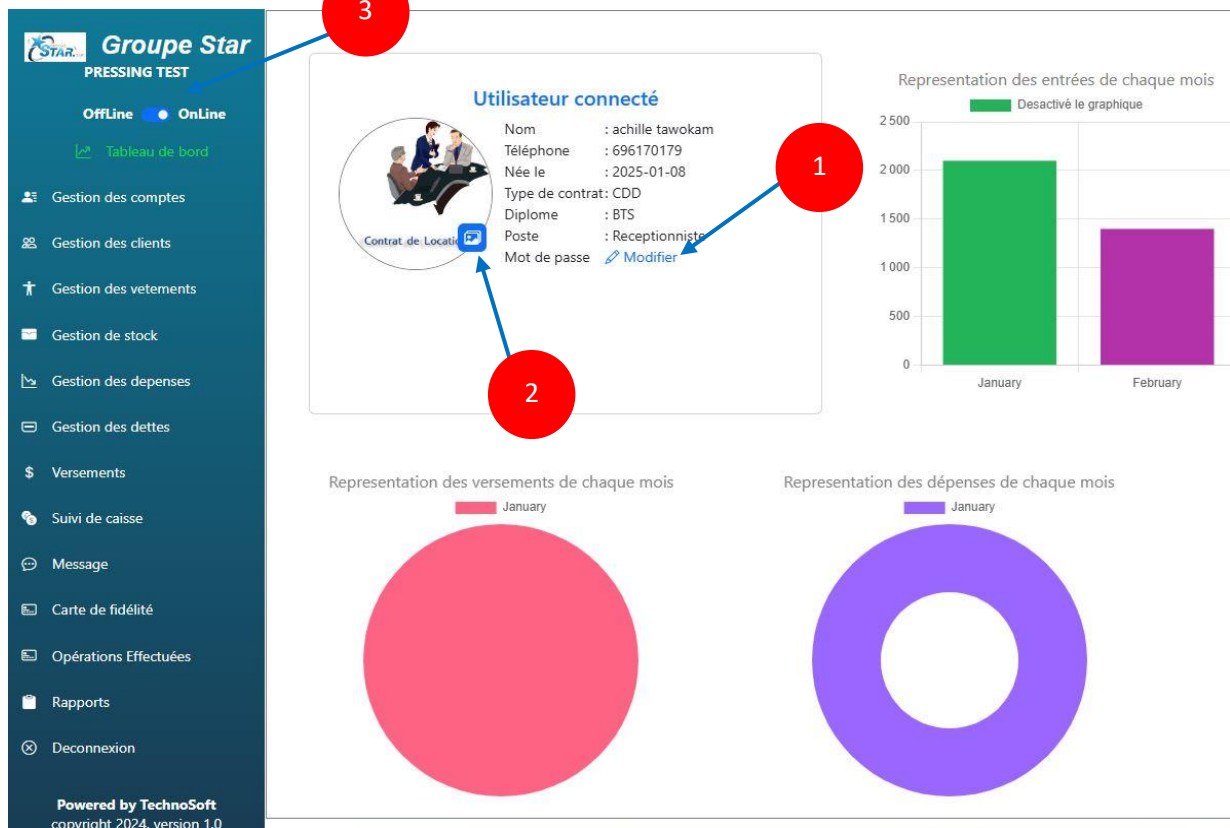 3
STAR
Groupe Star
PRESSING TEST
OffLine OnLine
Tableau de bord
Gestion des comptes
Gestion des clients
Gestion des vetements
Gestion de stock
Gestion des depenses
Gestion des dettes
$ Versements
Suivi de caisse
Message
Carte de fidélité
Opérations Effectuées
Rapports
Deconnexion
Powered by TechnoSoft
copyright 2024, version 1.0
Utilisateur connecté
Nom : achille tawokam
Téléphone : 696170179
Née le : 2025-01-08
Type de contrat : CDD
Diplome : BTS
Poste : Receptionniste
Mot de passe Modifier
Contrat de Locatio
1
2
Representation des entrées de chaque mois
Desactivé le graphique
2 500
2 000
1 500
1 000
500
0
January February
Representation des versements de chaque mois
January
Representation des dépenses de chaque mois
January